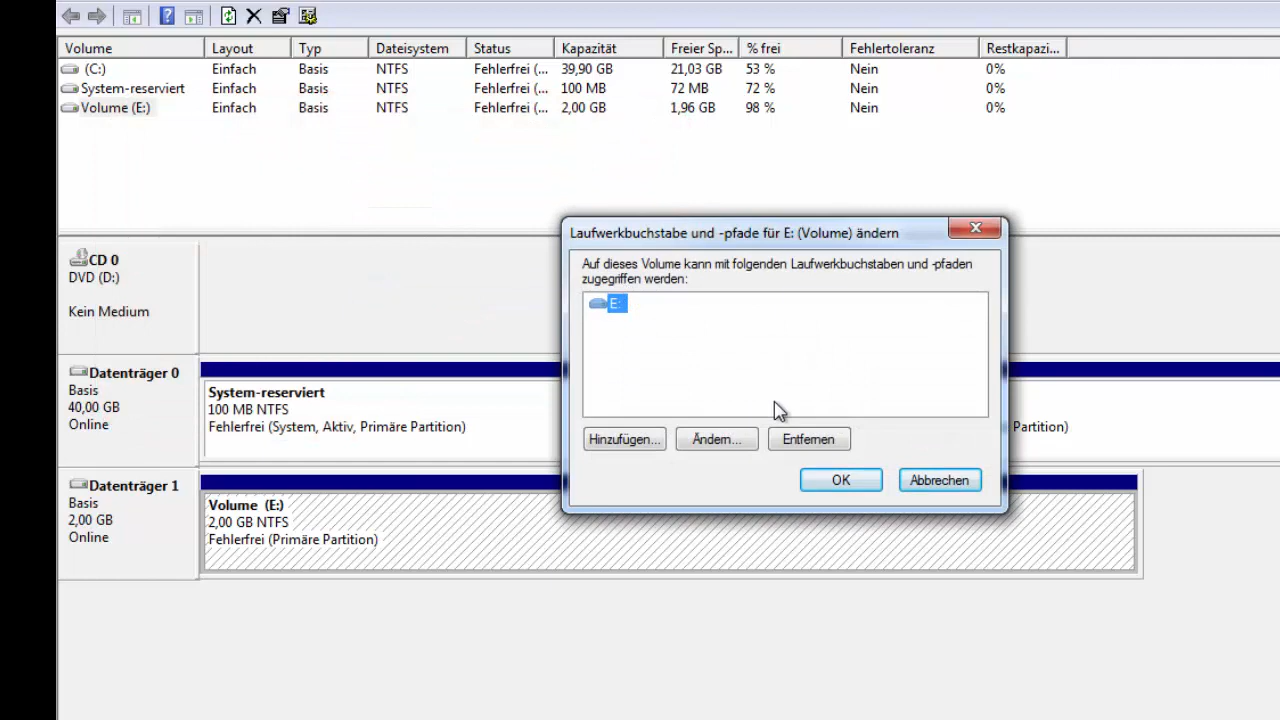 Volume Layout Typ Dateisystem Status Kapazität Freier Sp... % frei Fehlertoleranz Restkapazi...
(C:) Einfach Basis NTFS Fehlerfrei (... 39,90 GB 21,03 GB 53 % Nein 0%
System-reserviert Einfach Basis NTFS Fehlerfrei (... 100 MB 72 MB 72 % Nein 0%
Volume (E:) Einfach Basis NTFS Fehlerfrei (... 2,00 GB 1,96 GB 98 % Nein 0%
Laufwerkbuchstabe und -pfade für E: (Volume) ändern
Auf dieses Volume kann mit folgenden Laufwerkbuchstaben und -pfaden
zugegriffen werden:
E:
Hinzufügen... Ändern... Entfernen
OK Abbrechen
CD 0
DVD (D:)
Kein Medium
Datenträger 0
Basis
40,00 GB
Online
System-reserviert
100 MB NTFS
Fehlerfrei (System, Aktiv, Primäre Partition)
Partition)
Datenträger 1
Basis
2,00 GB
Online
Volume (E:)
2,00 GB NTFS
Fehlerfrei (Primäre Partition)